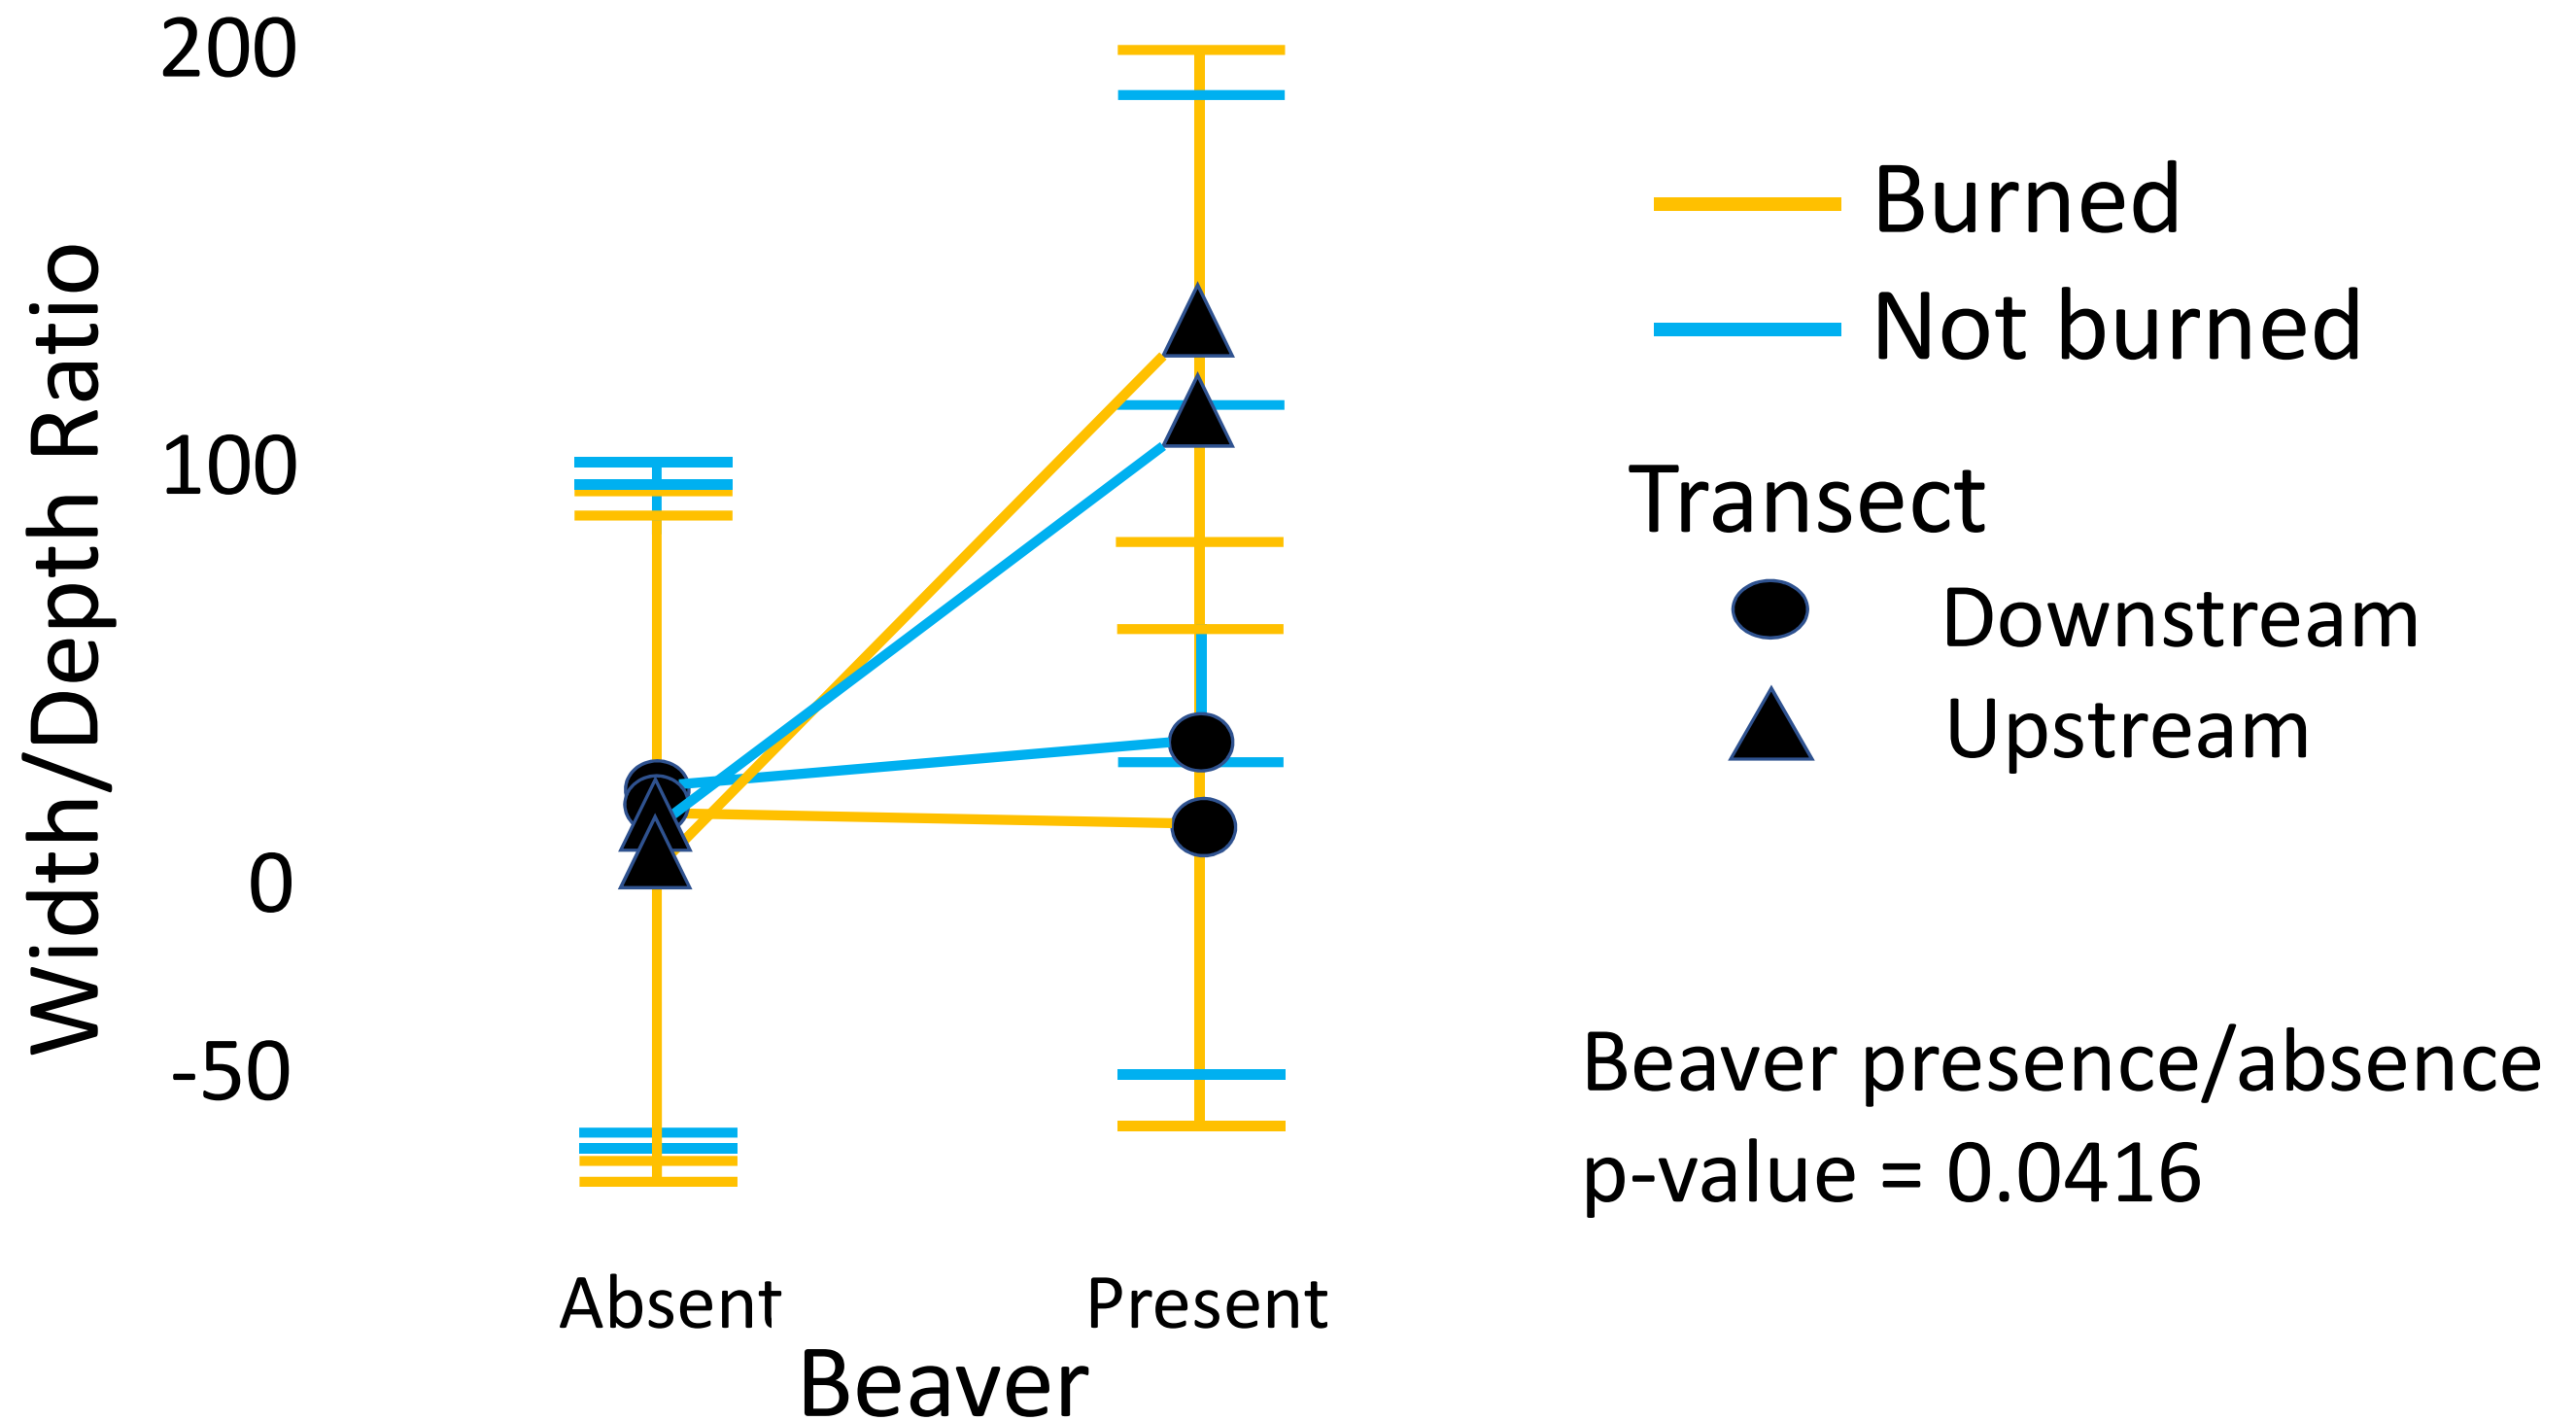 200
100
0
-50
Width/Depth Ratio
Absent
Present
Beaver
Burned
Not burned
Transect
Downstream
Upstream
Beaver presence/absence
p-value = 0.0416